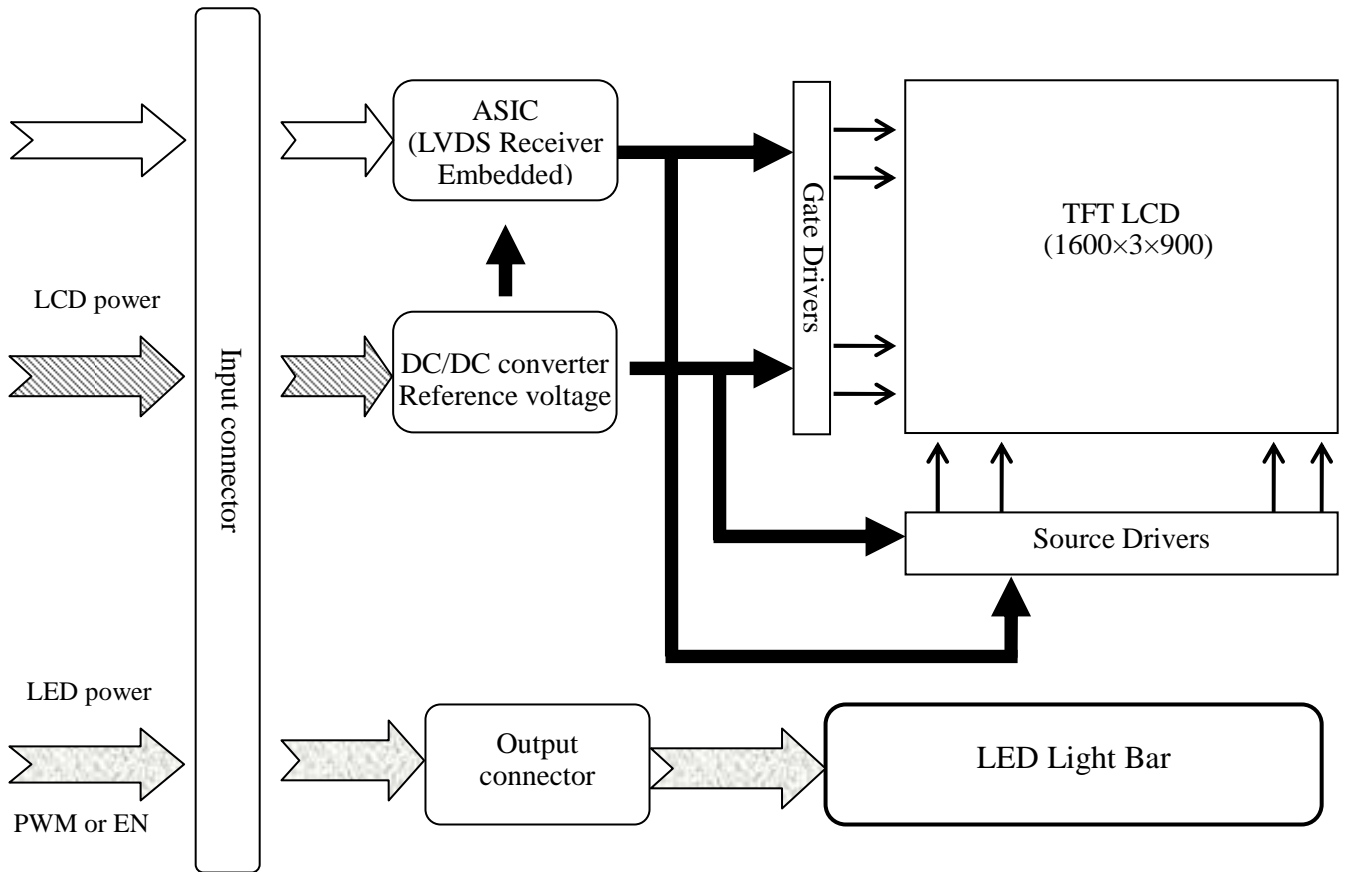 ASIC
(LVDS Receiver
Embedded)
Gate Drivers
TFT LCD
(1600×3×900)
LCD power
Input connector
DC/DC converter
Reference voltage
Source Drivers
LED power
Output
connector
LED Light Bar
PWM or EN